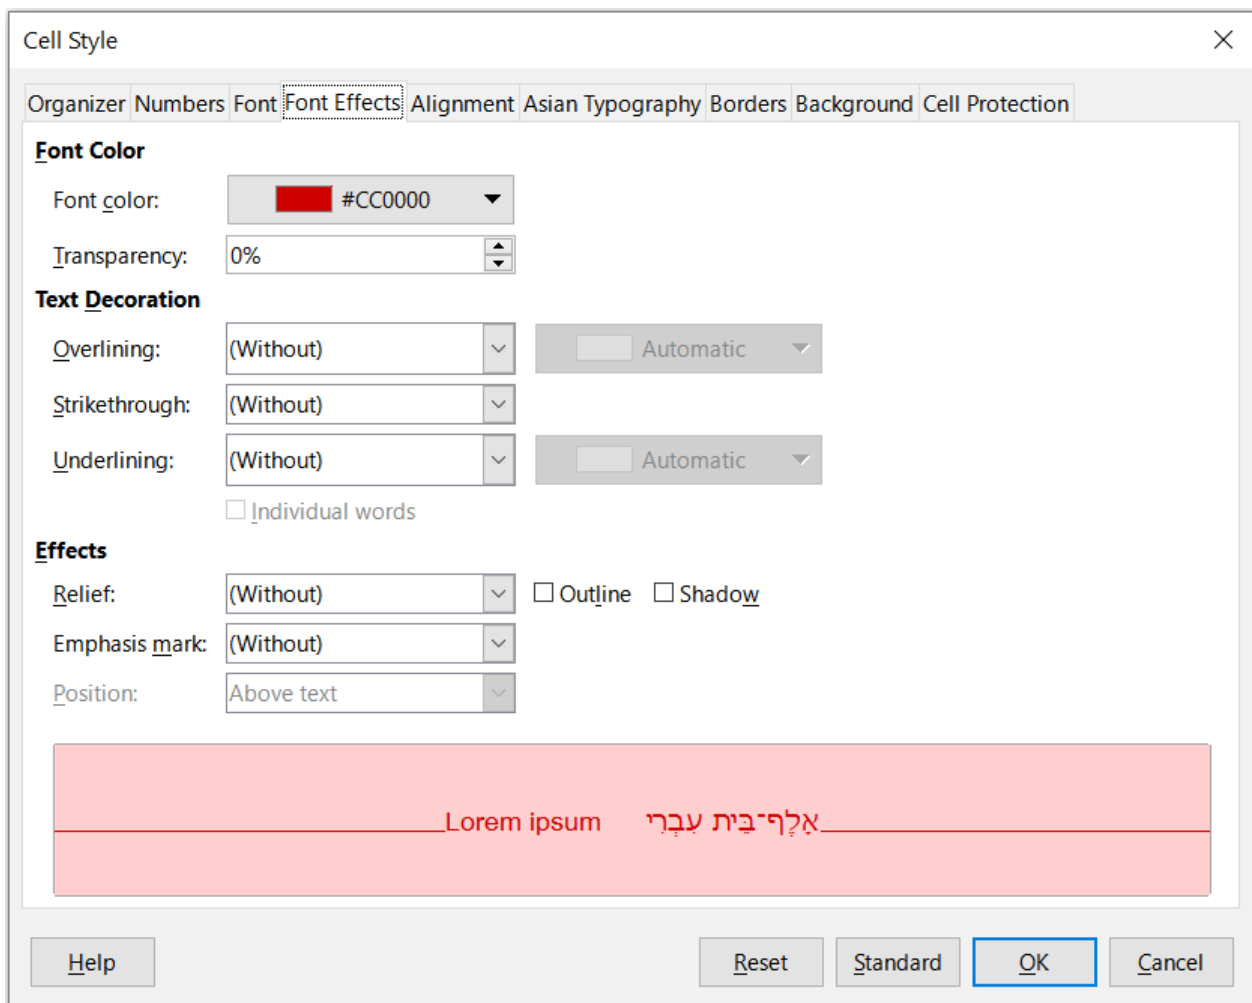 Cell Style
Organizer Numbers Font Font Effects Alignment Asian Typography Borders Background Cell Protection
Font Color
Font color: #CC0000
Transparency: 0%
Text Decoration
Overlining: (Without) Automatic
Strikethrough: (Without)
Underlining: (Without) Automatic
Individual words
Effects
Relief: (Without) Outline Shadow
Emphasis mark: (Without)
Position: Above text
Lorem ipsum אָלֶף־בֵּית עִבְרִי
Help Reset Standard OK Cancel